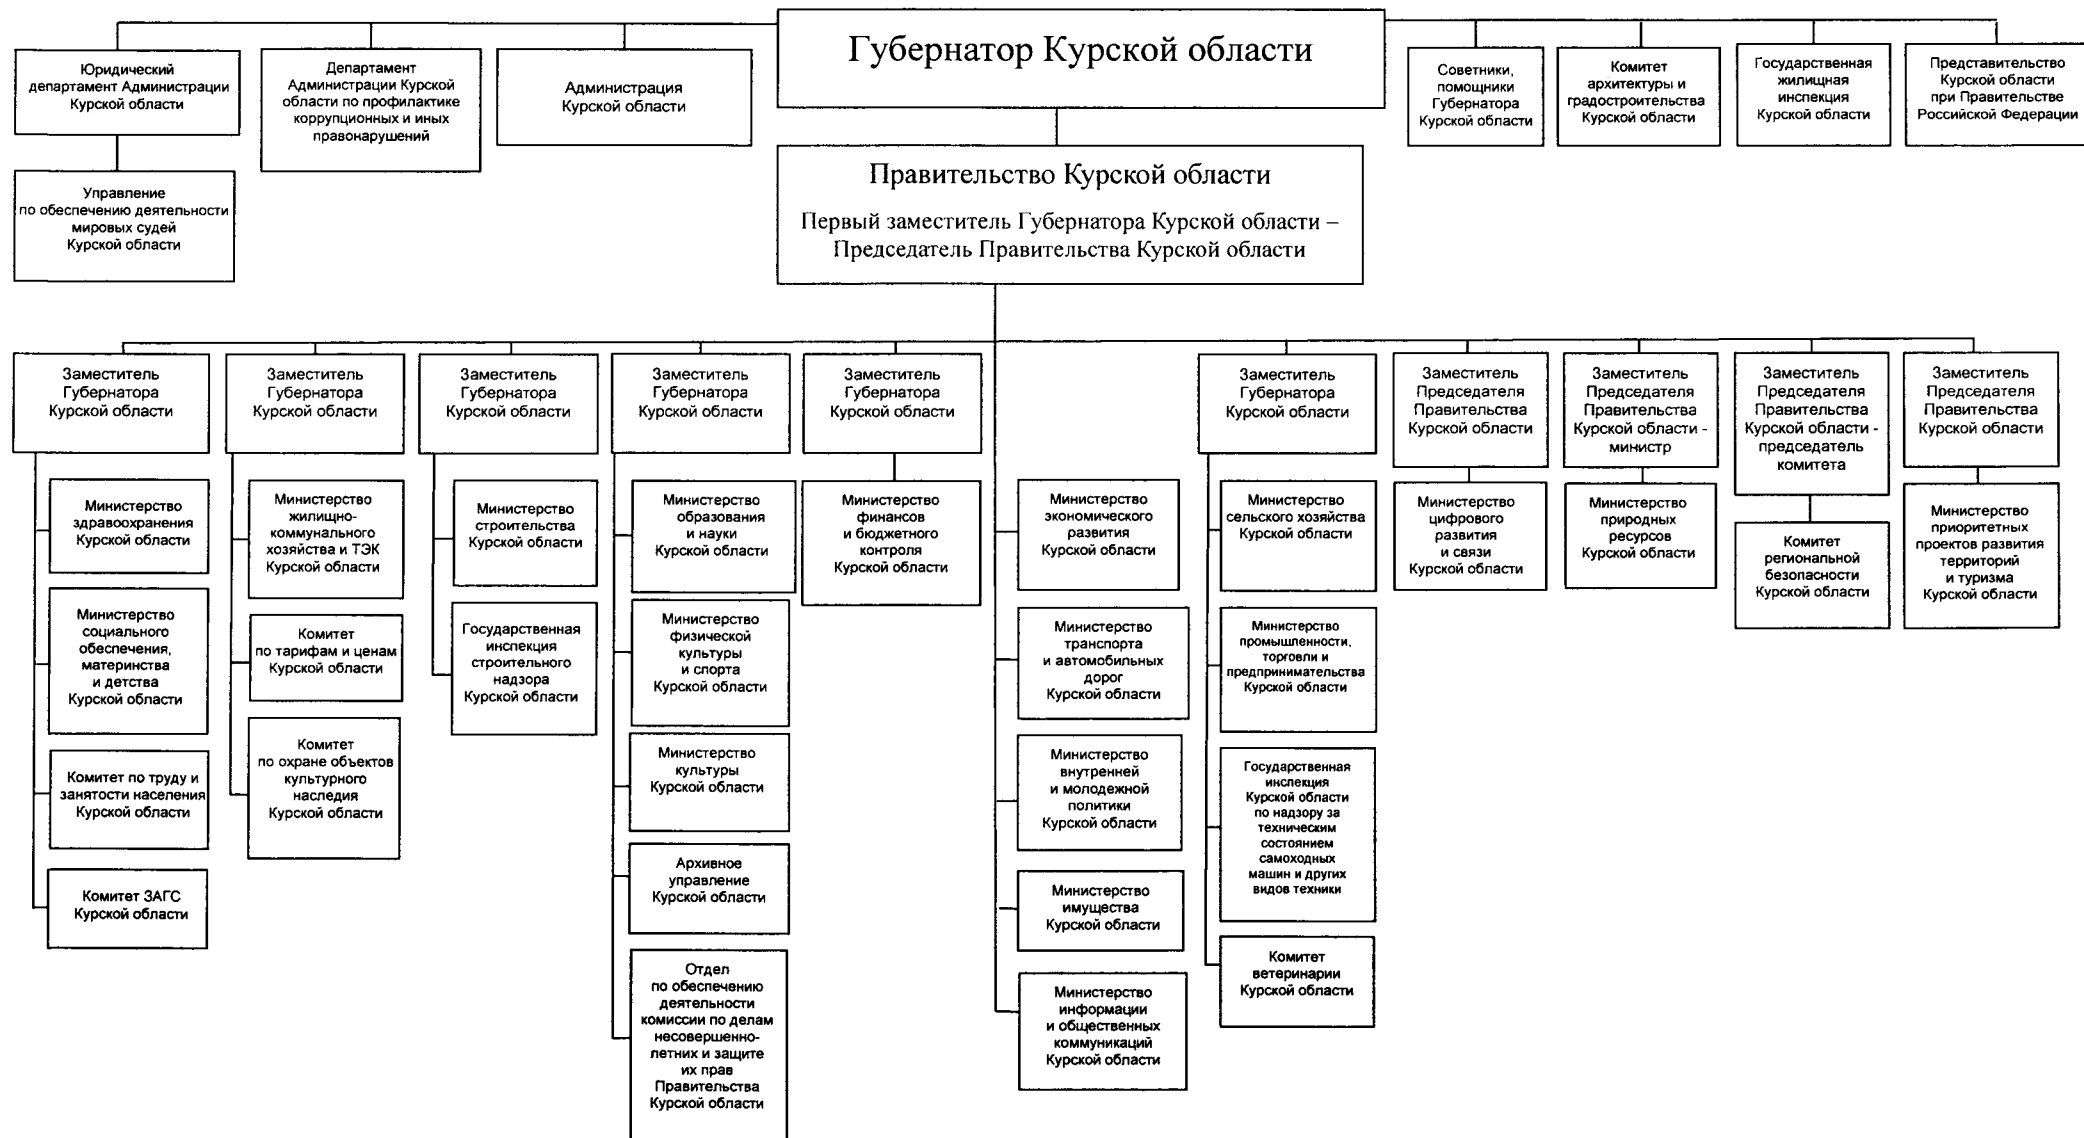 Губернатор Курской области
Юридический
департамент Администрации
Курской области
Департамент
Администрации Курской
области по профилактике
коррупционных и иных
правонарушений
Администрация
Курской области
Советники,
помощники
Губернатора
Курской области
Комитет
архитектуры и
градостроительства
Курской области
Государственная
жилищная
инспекция
Курской области
Представительство
Курской области
при Правительстве
Российской Федерации
Управление
по обеспечению деятельности
мировых судей
Курской области
Правительство Курской области
Первый заместитель Губернатора Курской области –
Председатель Правительства Курской области
Заместитель
Губернатора
Курской области
Заместитель
Губернатора
Курской области
Заместитель
Губернатора
Курской области
Заместитель
Губернатора
Курской области
Заместитель
Губернатора
Курской области
Заместитель
Губернатора
Курской области
Заместитель
Председателя
Правительства
Курской области
Заместитель
Председателя
Правительства
Курской области -
министр
Заместитель
Председателя
Правительства
Курской области -
председатель
комитета
Заместитель
Председателя
Правительства
Курской области
Министерство
здравоохранения
Курской области
Министерство
социального
обеспечения,
материнства
и детства
Курской области
Комитет по труду и
занятости населения
Курской области
Комитет ЗАГС
Курской области
Министерство
жилищно-
коммунального
хозяйства и ТЭК
Курской области
Комитет
по тарифам и ценам
Курской области
Комитет
по охране объектов
культурного
наследия
Курской области
Министерство
строительства
Курской области
Государственная
инспекция
строительного
надзора
Курской области
Министерство
образования
и науки
Курской области
Министерство
физической
культуры
и спорта
Курской области
Министерство
культуры
Курской области
Архивное
управление
Курской области
Отдел
по обеспечению
деятельности
комиссии по делам
несовершенно-
летних и защите
их прав
Правительства
Курской области
Министерство
финансов
и бюджетного
контроля
Курской области
Министерство
экономического
развития
Курской области
Министерство
транспорта
и автомобильных
дорог
Курской области
Министерство
внутренней
и молодежной
политики
Курской области
Министерство
имущества
Курской области
Министерство
информации
и общественных
коммуникаций
Курской области
Министерство
сельского хозяйства
Курской области
Министерство
промышленности,
торговли и
предпринимательства
Курской области
Государственная
инспекция
Курской области
по надзору за
техническим
состоянием
самоходных
машин и других
видов техники
Комитет
ветеринарии
Курской области
Министерство
цифрового
развития
и связи
Курской области
Министерство
природных
ресурсов
Курской области
Комитет
региональной
безопасности
Курской области
Министерство
приоритетных
проектов развития
территорий
и туризма
Курской области